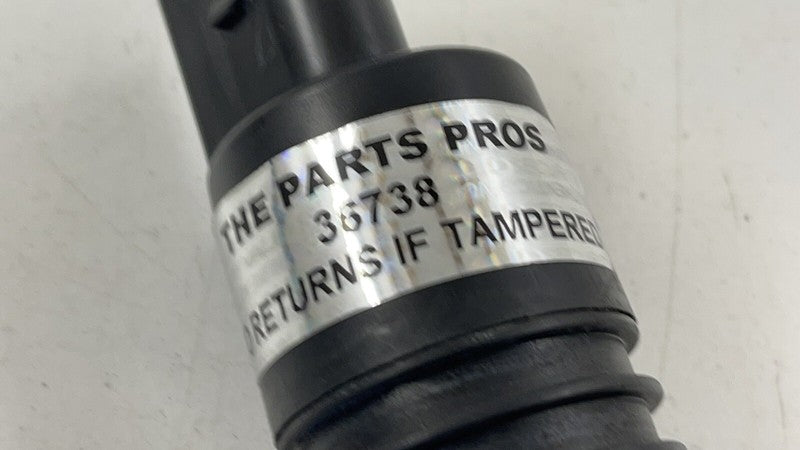 THE PARTS PROS
36738
RETURNS IF TAMPERED